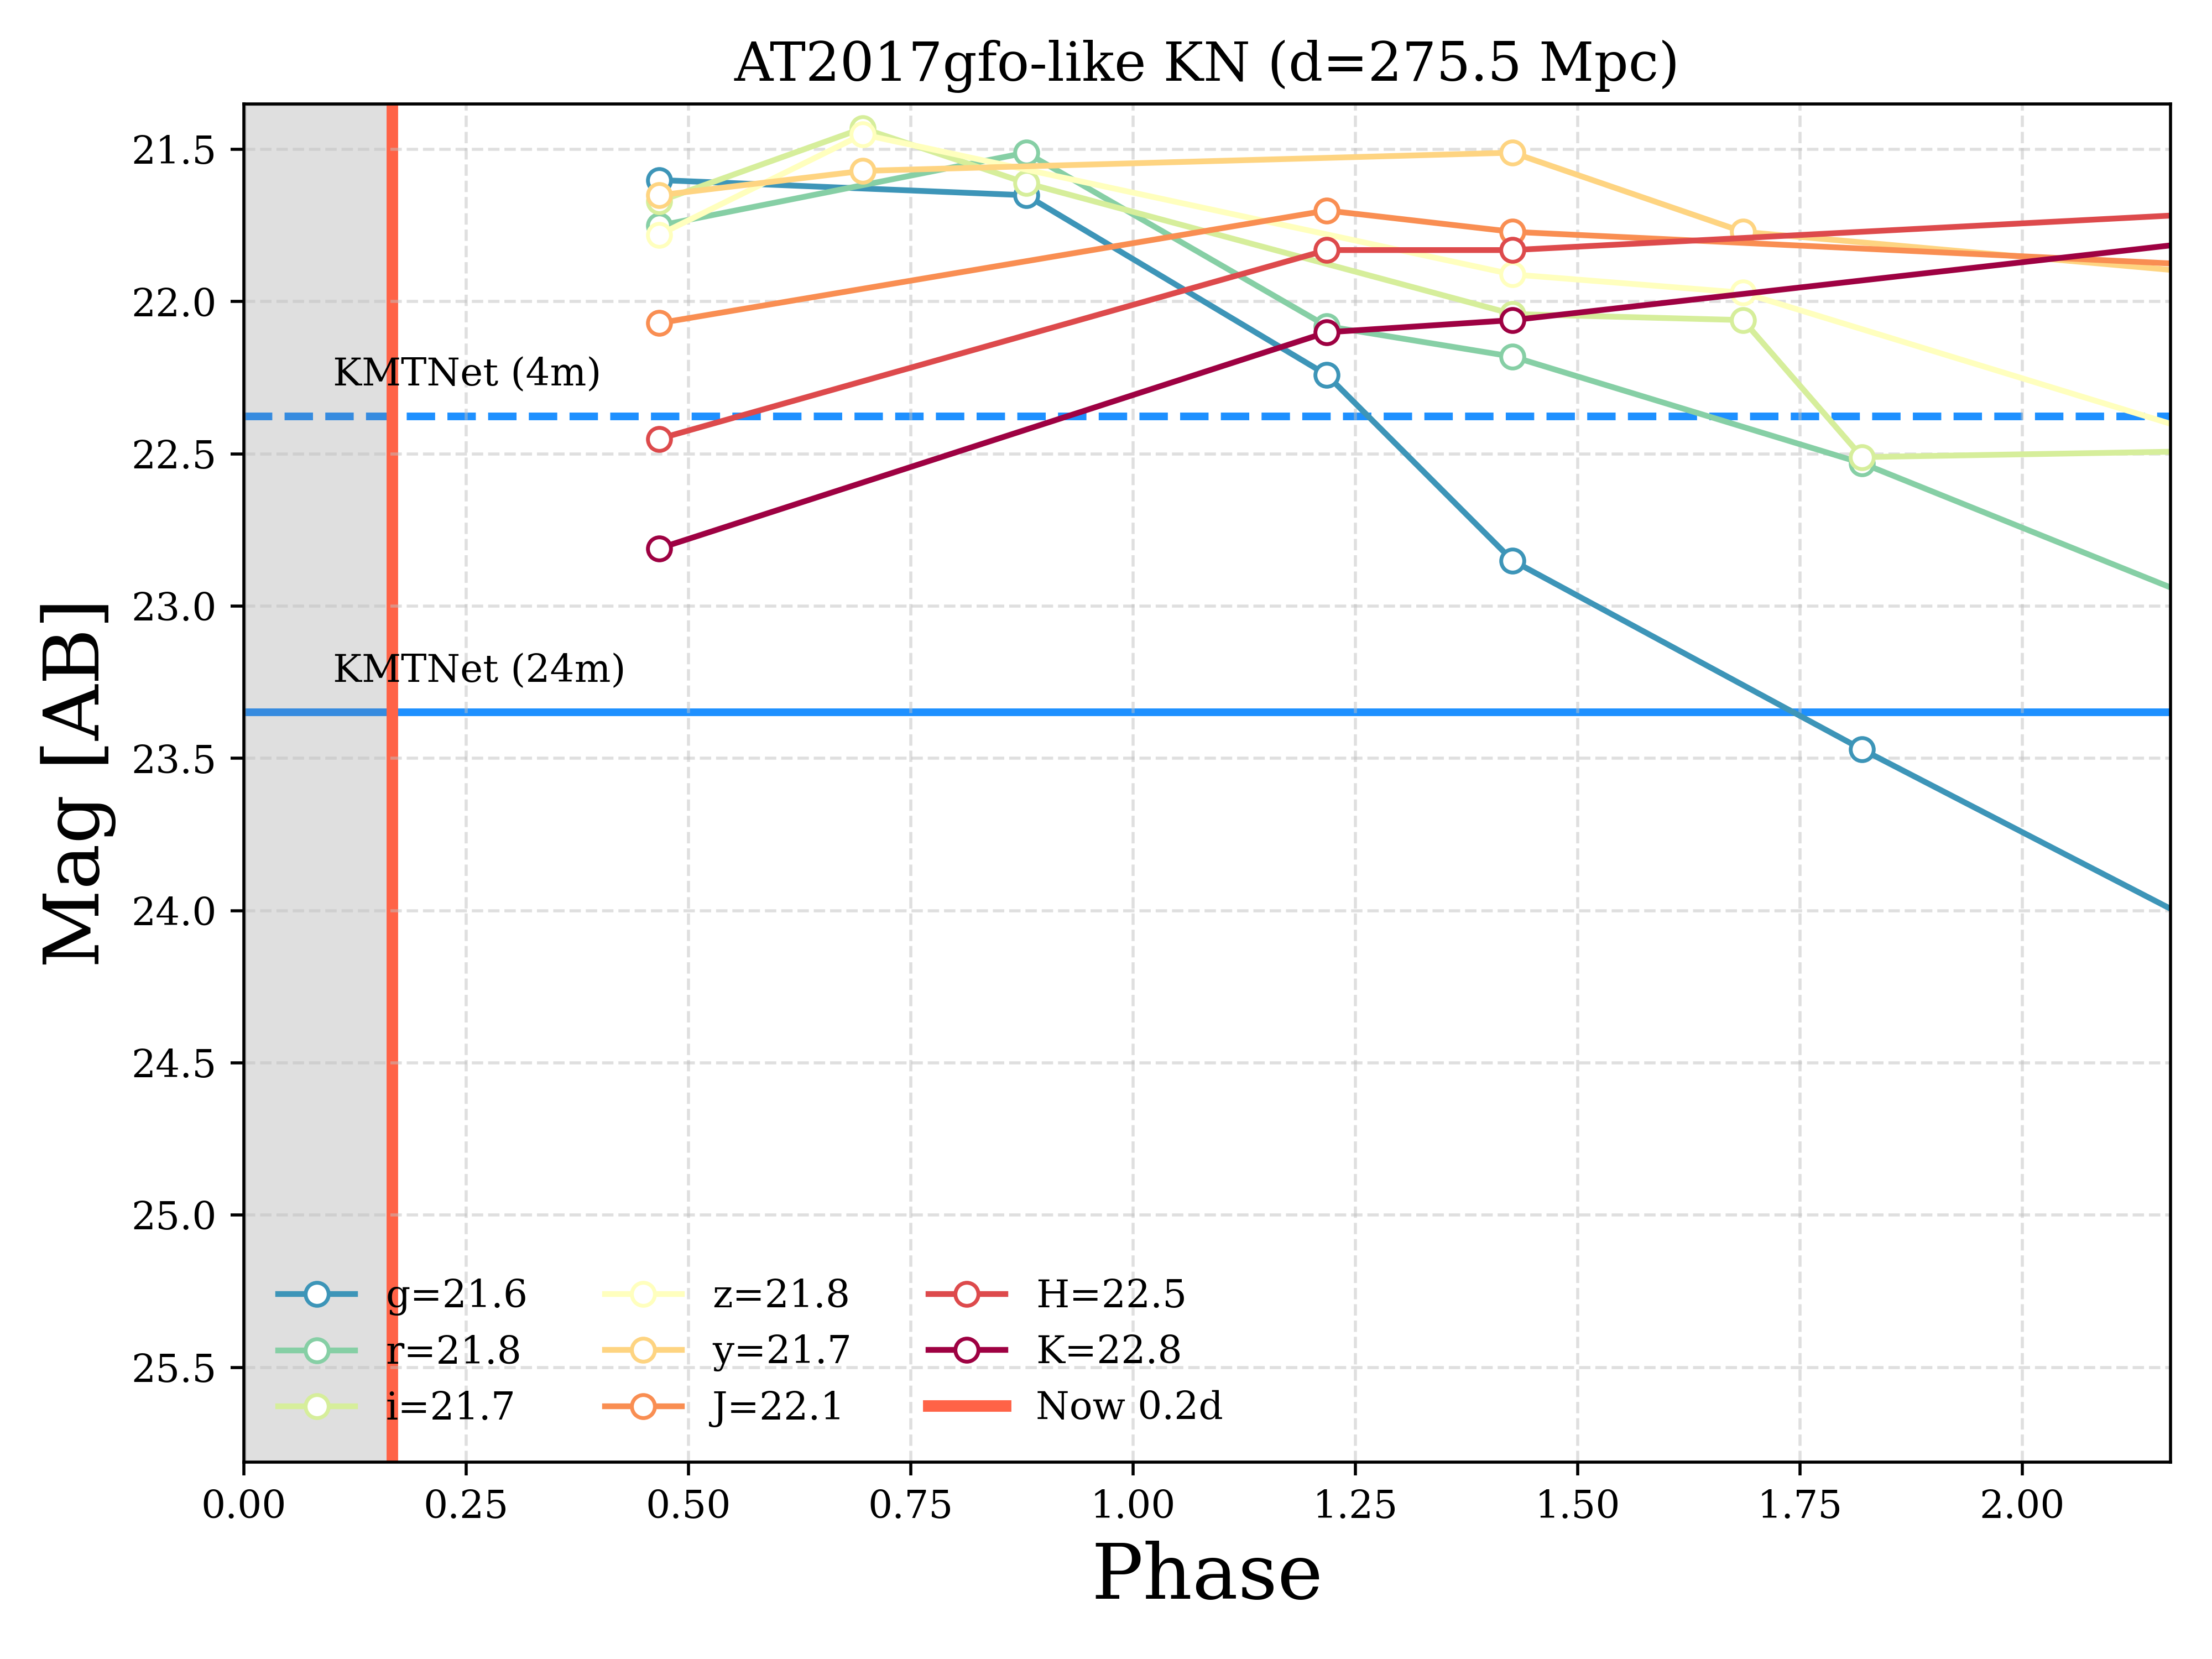 AT2017gfo-like KN (d=275.5 Mpc)
Mag [AB]
21.5
22.0
22.5
23.0
23.5
24.0
24.5
25.0
25.5
KMTNet (4m)
KMTNet (24m)
g=21.6
r=21.8
i=21.7
z=21.8
y=21.7
J=22.1
H=22.5
K=22.8
Now 0.2d
0.00 0.25 0.50 0.75 1.00 1.25 1.50 1.75 2.00
Phase